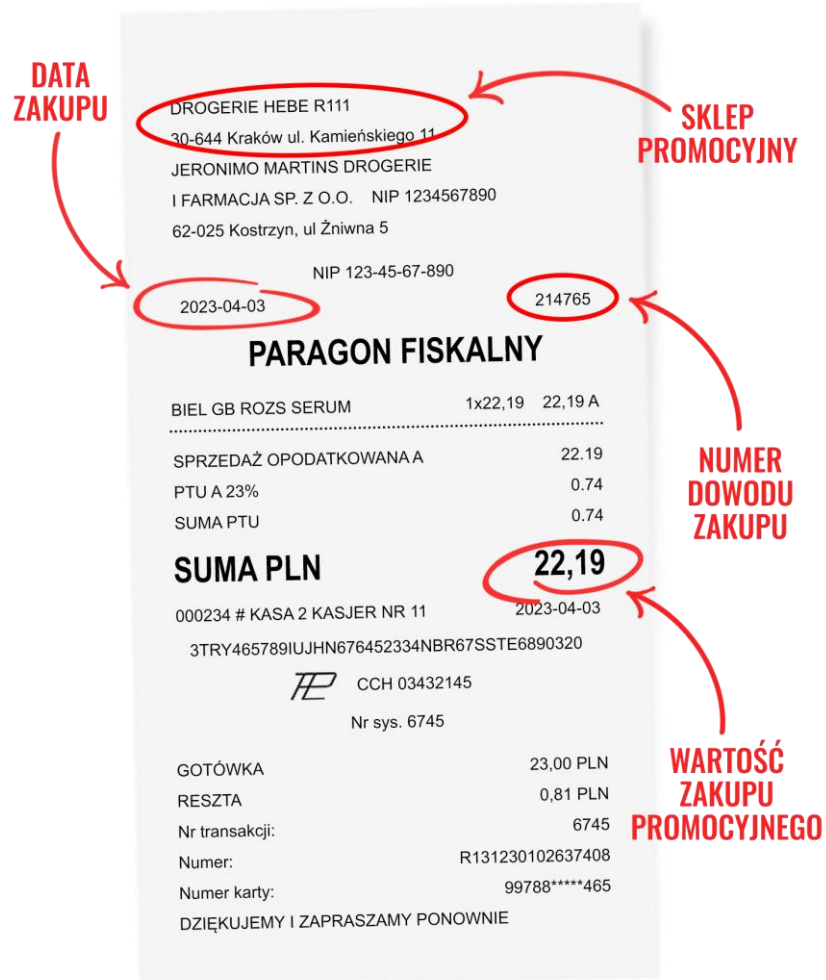 DATA
ZAKUPU
SKLEP
PROMOCYJNY
DROGERIE HEBE R111
30-644 Kraków ul. Kamieńskiego 11
JERONIMO MARTINS DROGERIE
I FARMACJA SP. Z O.O. NIP 1234567890
62-025 Kostrzyn, ul Żniwna 5
NIP 123-45-67-890
2023-04-03 214765
PARAGON FISKALNY
BIEL GB ROZS SERUM 1x22,19 22,19 A
SPRZEDAŻ OPODATKOWANA A 22.19
PTU A 23% 0.74
SUMA PTU 0.74
NUMER
DOWODU
ZAKUPU
SUMA PLN 22,19
000234 # KASA 2 KASJER NR 11 2023-04-03
3TRY465789IUJHN676452334NBR67SSTE6890320
CCH 03432145
Nr sys. 6745
GOTÓWKA 23,00 PLN
RESZTA 0,81 PLN
Nr transakcji: 6745
Numer: R131230102637408
Numer karty: 99788*****465
DZIĘKUJEMY I ZAPRASZAMY PONOWNIE
WARTOŚĆ
ZAKUPU
PROMOCYJNEGO